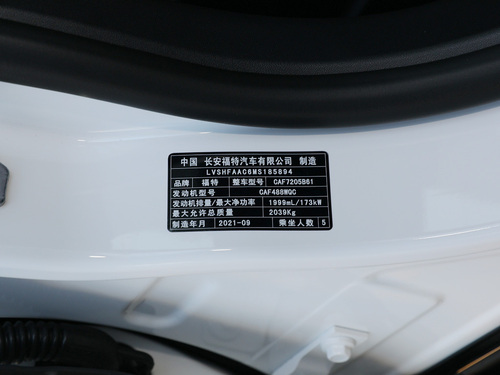 中国 长安福特汽车有限公司 制造
LVSHFAAC6MS185894
品牌 福特 整车型号 CAF7205B61
发动机型号 CAF488WQC
发动机排量/最大净功率 1999mL/173kW
最大允许总质量 2039Kg
制造年月 2021-09 乘坐人数 5